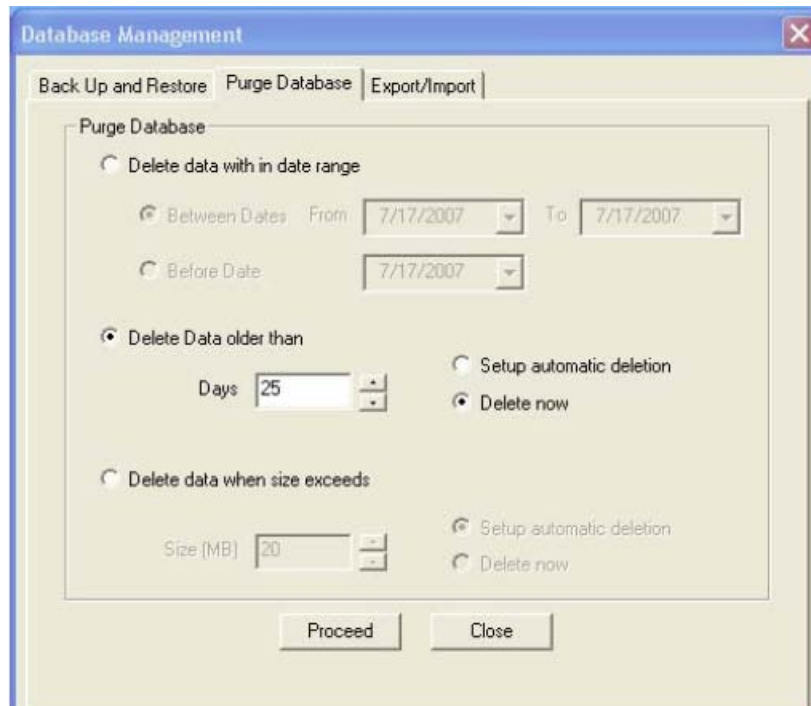 Database Management
Back Up and Restore Purge Database Export/Import
Purge Database
Delete data with in date range
Between Dates From 7/17/2007 To 7/17/2007
Before Date 7/17/2007
Delete Data older than
Days 25 Setup automatic deletion
Delete now
Delete data when size exceeds
Size (MB) 20 Setup automatic deletion
Delete now
Proceed Close